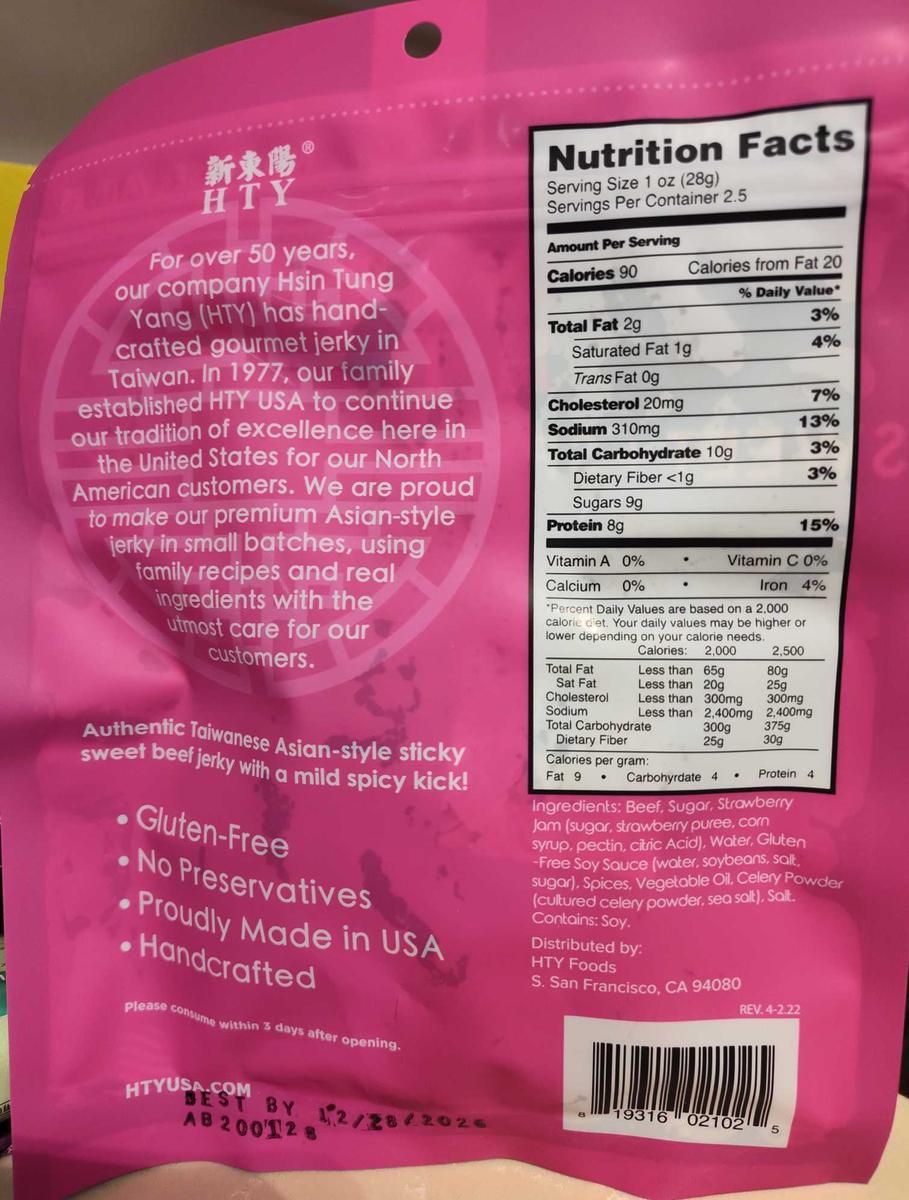 新東陽®
HTY
For over 50 years,
our company Hsin Tung
Yang (HTY) has hand-
crafted gourmet jerky in
Taiwan. In 1977, our family
established HTY USA to continue
our tradition of excellence here in
the United States for our North
American customers. We are proud
to make our premium Asian-style
jerky in small batches, using
family recipes and real
ingredients with the
utmost care for our
customers.
Authentic Taiwanese Asian-style sticky
sweet beef jerky with a mild spicy kick!
• Gluten-Free
• No Preservatives
• Proudly Made in USA
• Handcrafted
Please consume within 3 days after opening.
HTYUSA.COM
BEST BY 12/28/2026
AB200128
Nutrition Facts
Serving Size 1 oz (28g)
Servings Per Container 2.5
Amount Per Serving
Calories 90 Calories from Fat 20
% Daily Value*
Total Fat 2g 3%
Saturated Fat 1g 4%
Trans Fat 0g
Cholesterol 20mg 7%
Sodium 310mg 13%
Total Carbohydrate 10g 3%
Dietary Fiber <1g 3%
Sugars 9g
Protein 8g 15%
Vitamin A 0% • Vitamin C 0%
Calcium 0% • Iron 4%
*Percent Daily Values are based on a 2,000
calorie diet. Your daily values may be higher or
lower depending on your calorie needs.
Calories: 2,000 2,500
Total Fat Less than 65g 80g
Sat Fat Less than 20g 25g
Cholesterol Less than 300mg 300mg
Sodium Less than 2,400mg 2,400mg
Total Carbohydrate 300g 375g
Dietary Fiber 25g 30g
Calories per gram:
Fat 9 • Carbohyrdate 4 • Protein 4
Ingredients: Beef, Sugar, Strawberry
Jam (sugar, strawberry puree, corn
syrup, pectin, citric Acid), Water, Gluten
-Free Soy Sauce (water, soybeans, salt,
sugar), Spices, Vegetable Oil, Celery Powder
(cultured celery powder, sea salt), Salt.
Contains: Soy.
Distributed by:
HTY Foods
S. San Francisco, CA 94080
REV. 4-2.22
8 19316 02102 5